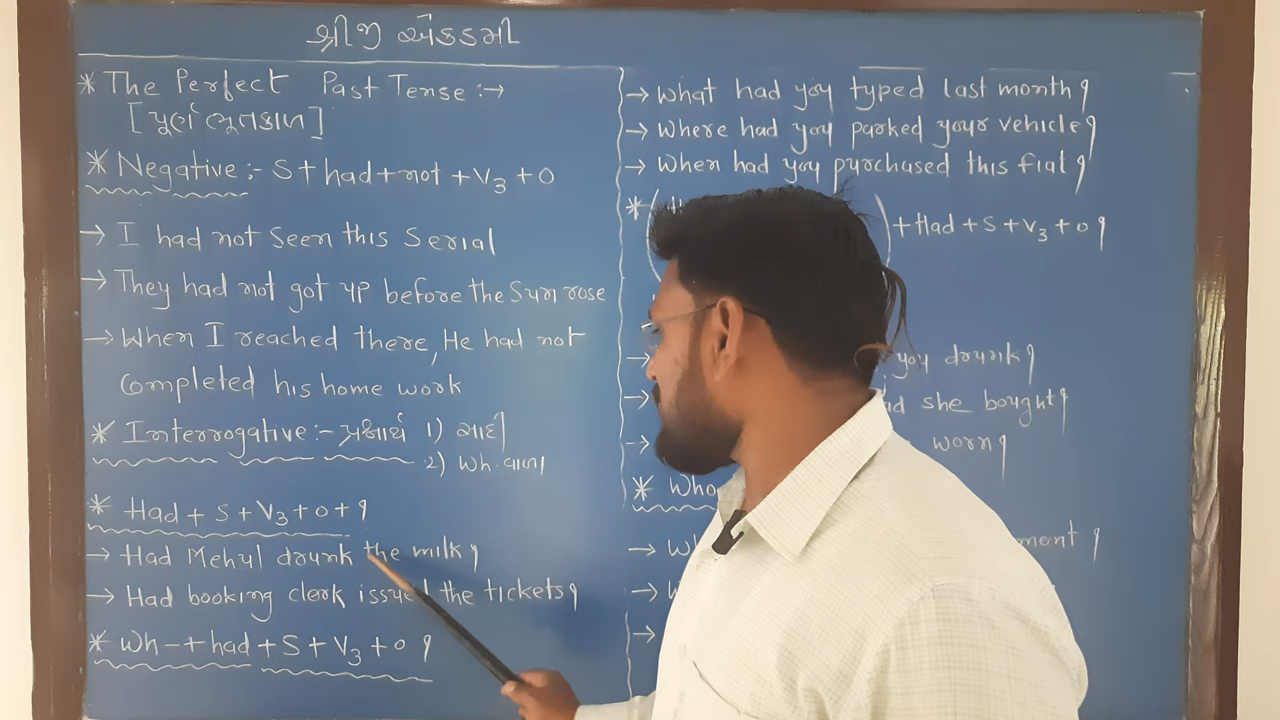 શ્રીજી એકેડમી
* The Perfect Past Tense :→
[પૂર્ણ ભૂતકાળ]
* Negative :- S + had + not + V3 + O
→ I had not seen this serial
→ They had not got up before the sun rose
→ When I reached there, He had not
completed his home work
* Interrogative :- પ્રશ્નાર્થ 1) સાદી
2) Wh. વાળા
* Had + S + V3 + O + ?
→ Had Mehul drunk the milk ?
→ Had booking clerk issued the tickets ?
* Wh- + had + S + V3 + O ?
→ What had you typed last month ?
→ Where had you parked your vehicle ?
→ When had you purchased this fiat ?
* ( ) + Had + S + V3 + O ?
→ you drunk ?
→ she bought ?
→ worn ?
*
→ ?
→
→